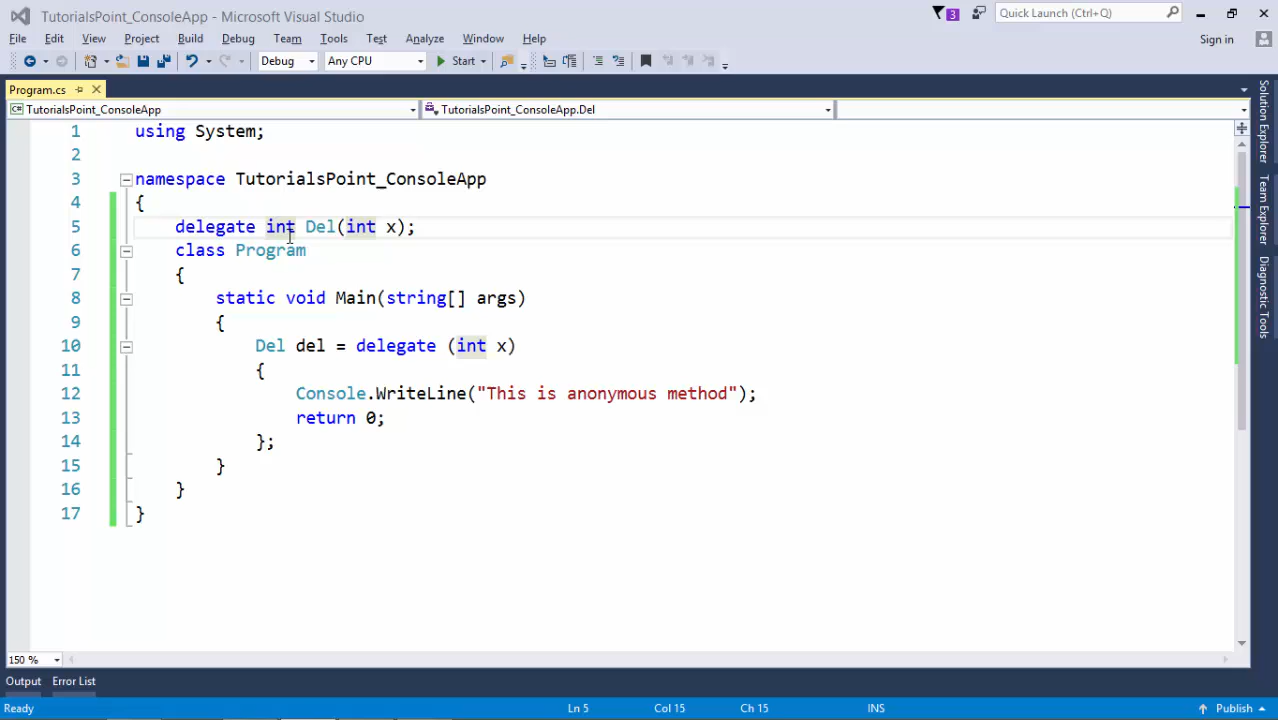 TutorialsPoint_ConsoleApp - Microsoft Visual Studio
3
Quick Launch (Ctrl+Q)
File Edit View Project Build Debug Team Tools Test Analyze Window Help
Sign in
Debug Any CPU Start
Program.cs
TutorialsPoint_ConsoleApp TutorialsPoint_ConsoleApp.Del
1 using System;
2
3 namespace TutorialsPoint_ConsoleApp
4 {
5 delegate int Del(int x);
6 class Program
7 {
8 static void Main(string[] args)
9 {
10 Del del = delegate (int x)
11 {
12 Console.WriteLine("This is anonymous method");
13 return 0;
14 };
15 }
16 }
17 }
Solution Explorer
Team Explorer
Diagnostic Tools
150 %
Output Error List
Ready Ln 5 Col 15 Ch 15 INS Publish